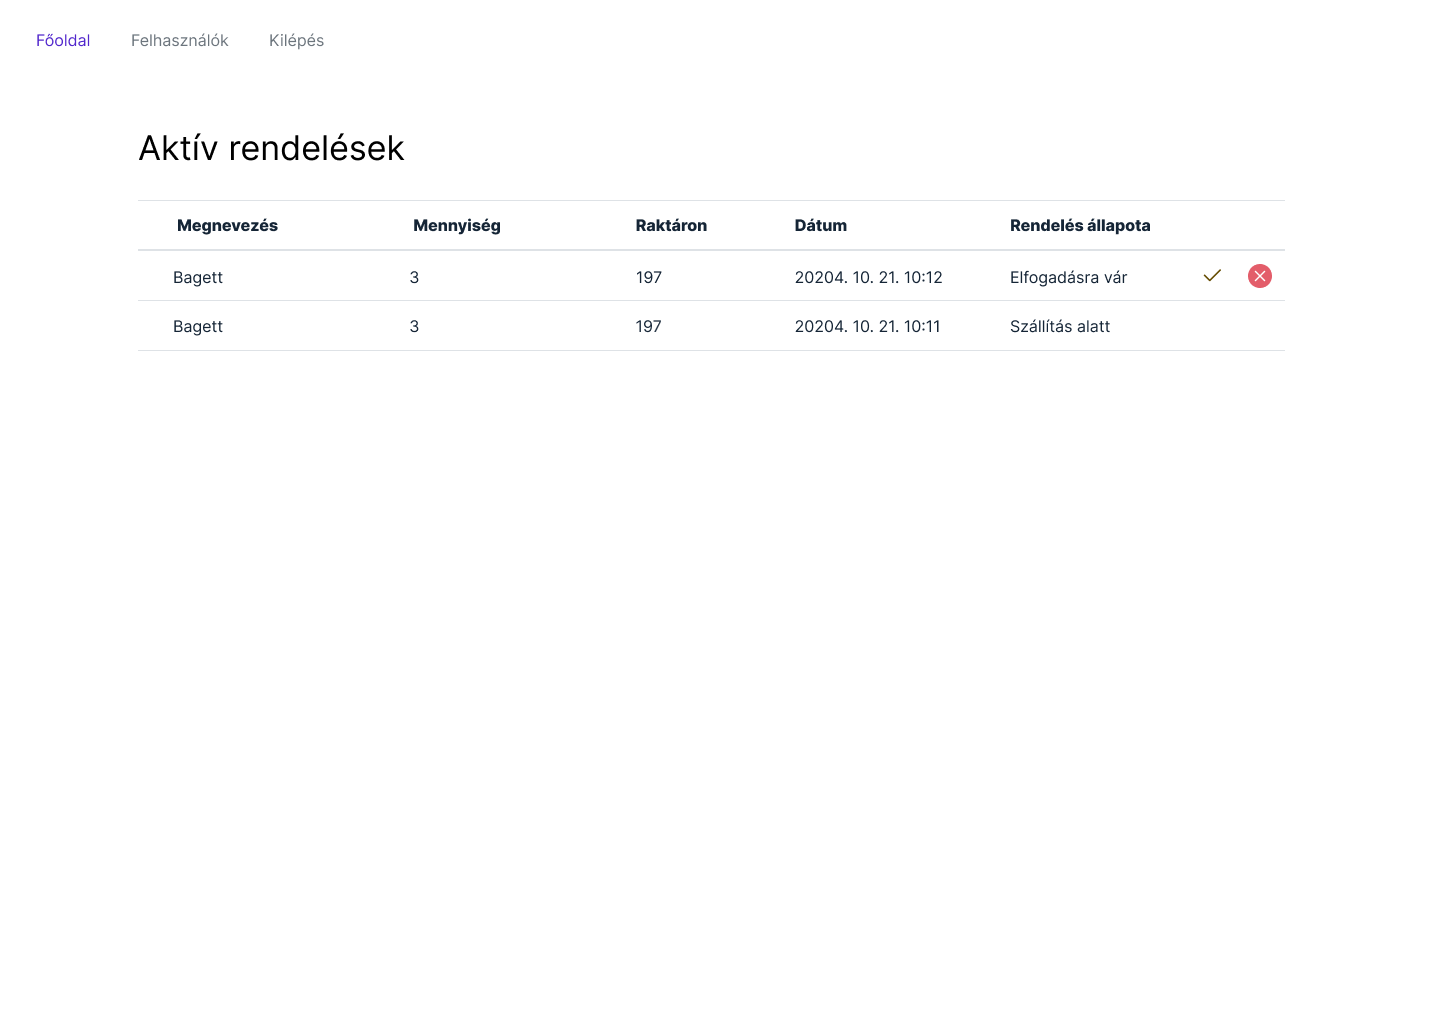 Főoldal Felhasználók Kilépés
Aktív rendelések
Megnevezés Mennyiség Raktáron Dátum Rendelés állapota
Bagett 3 197 20204. 10. 21. 10:12 Elfogadásra vár
Bagett 3 197 20204. 10. 21. 10:11 Szállítás alatt